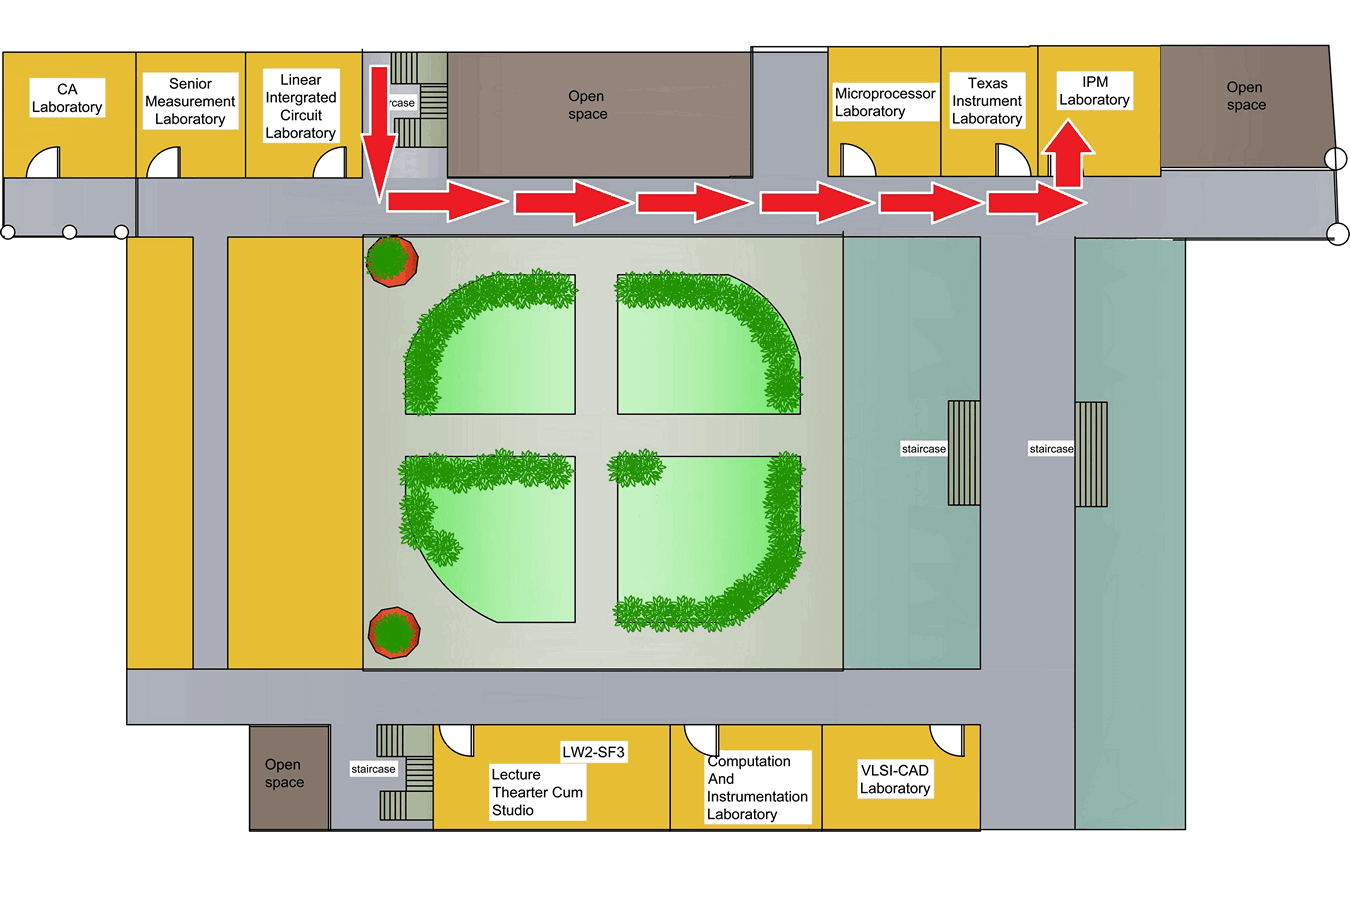 CA
Laboratory
Senior
Measurement
Laboratory
Linear
Intergrated
Circuit
Laboratory
rcase
Open
space
Microprocessor
Laboratory
Texas
Instrument
Laboratory
IPM
Laboratory
Open
space
staircase
staircase
Open
space
staircase
LW2-SF3
Lecture
Thearter Cum
Studio
Computation
And
Instrumentation
Laboratory
VLSI-CAD
Laboratory